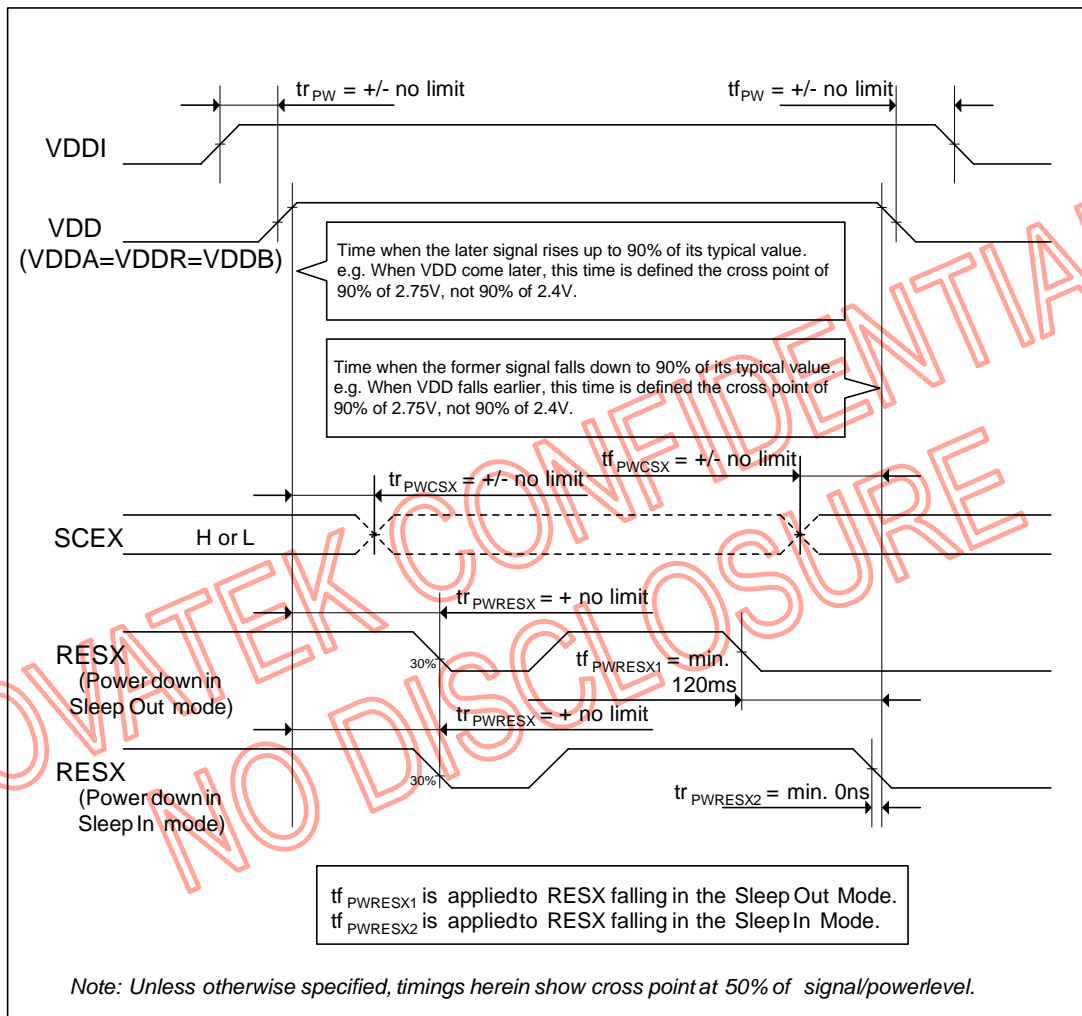 tr PW = +/- no limit
tf PW = +/- no limit
VDDI
VDD
(VDDA=VDDR=VDDB)
Time when the later signal rises up to 90% of its typical value.
e.g. When VDD come later, this time is defined the cross point of
90% of 2.75V, not 90% of 2.4V.
Time when the former signal falls down to 90% of its typical value.
e.g. When VDD falls earlier, this time is defined the cross point of
90% of 2.75V, not 90% of 2.4V.
tf PWCSX = +/- no limit
tr PWCSX = +/- no limit
SCEX
H or L
tr PWRESX = + no limit
RESX
(Power down in
Sleep Out mode)
30%
tf PWRESX1 = min.
120ms
tr PWRESX = + no limit
RESX
(Power down in
Sleep In mode)
30%
tr PWRESX2 = min. 0ns
tf PWRESX1 is applied to RESX falling in the Sleep Out Mode.
tf PWRESX2 is applied to RESX falling in the Sleep In Mode.
Note: Unless otherwise specified, timings herein show cross point at 50% of signal/power level.
OVATEK CONFIDENTIA
NO DISCLOSURE